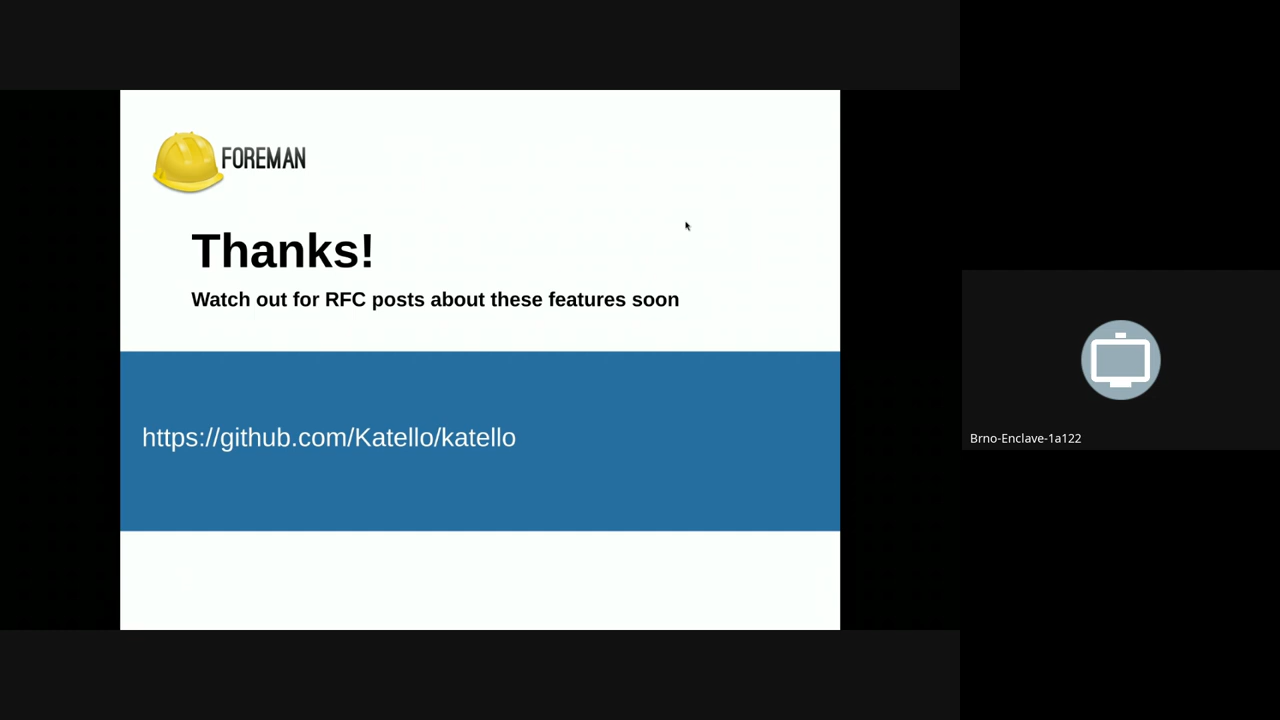 FOREMAN
Thanks!
Watch out for RFC posts about these features soon
https://github.com/Katello/katello
Brno-Enclave-1a122